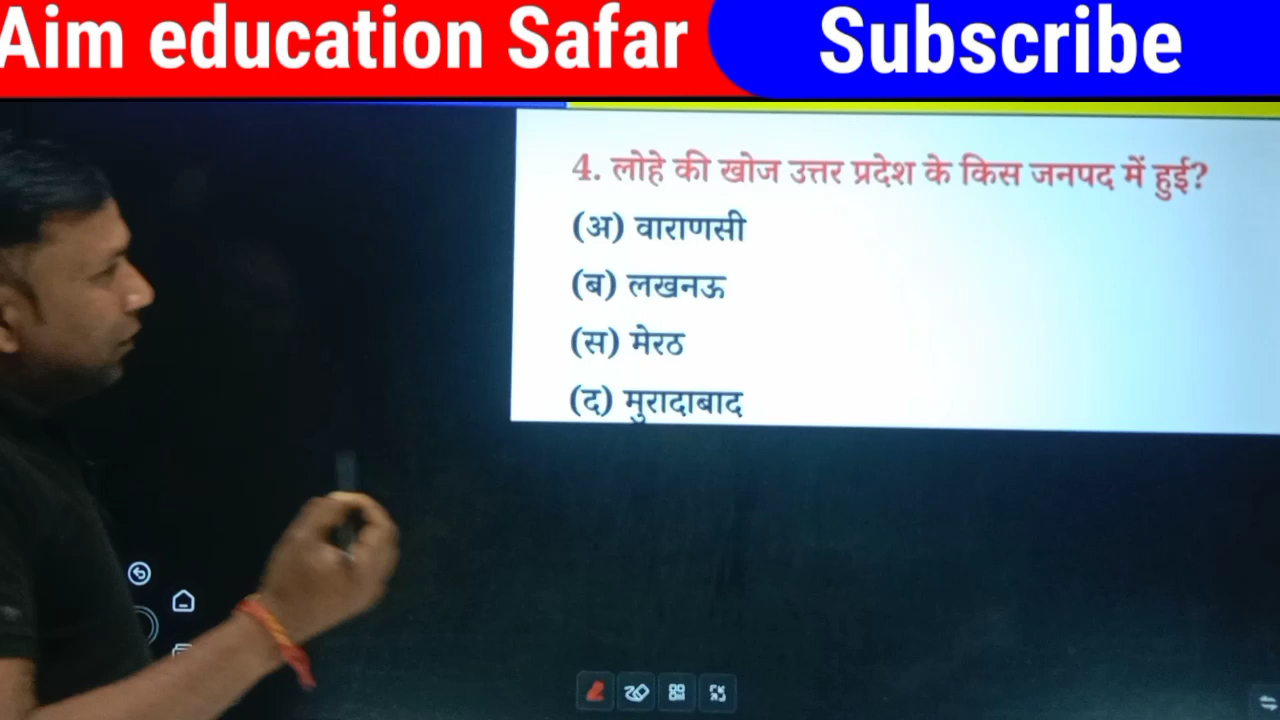 Aim education Safar
Subscribe
4. लोहे की खोज उत्तर प्रदेश के किस जनपद में हुई?
(अ) वाराणसी
(ब) लखनऊ
(स) मेरठ
(द) मुरादाबाद